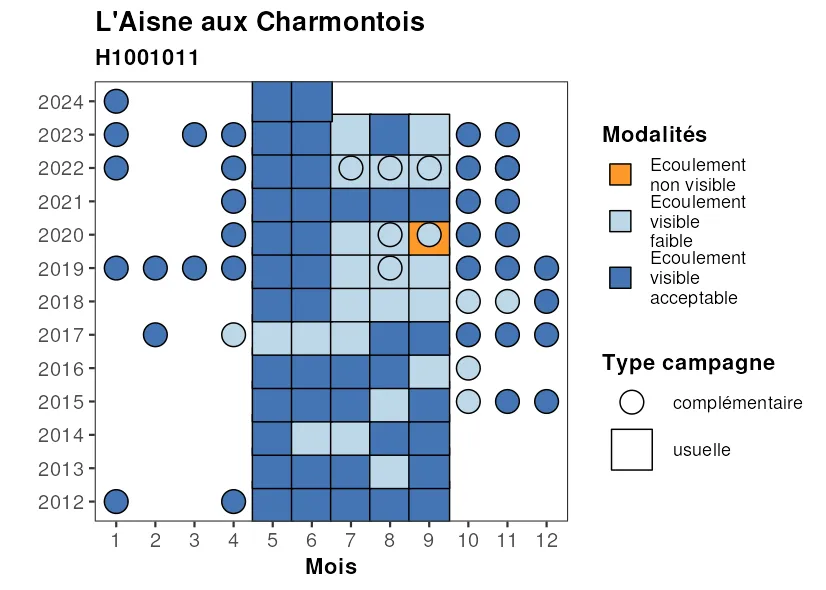 L'Aisne aux Charmontois
H1001011
2024
2023
2022
2021
2020
2019
2018
2017
2016
2015
2014
2013
2012
1 2 3 4 5 6 7 8 9 10 11 12
Mois
Modalités
Ecoulement
non visible
Ecoulement
visible
faible
Ecoulement
visible
acceptable
Type campagne
complémentaire
usuelle